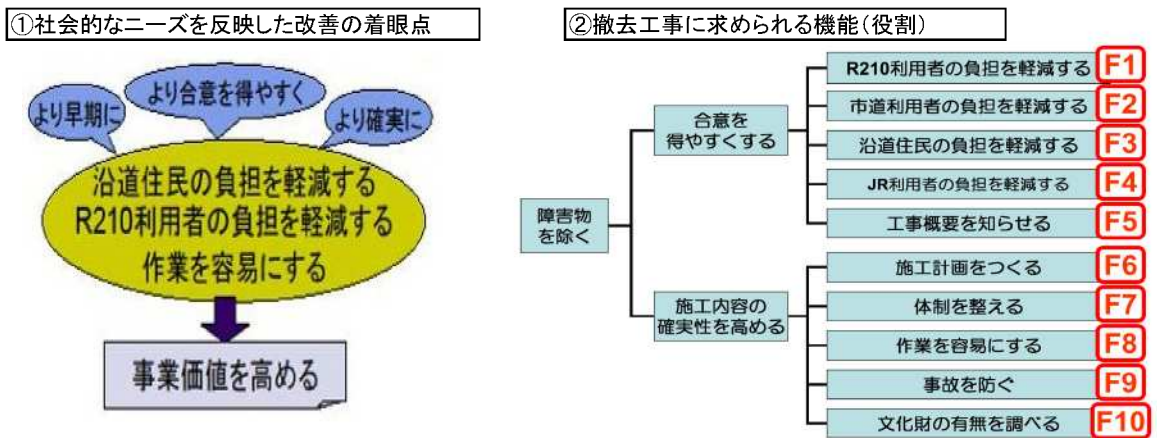 ①社会的なニーズを反映した改善の着眼点
より早期に
より合意を得やすく
より確実に
沿道住民の負担を軽減する
R210利用者の負担を軽減する
作業を容易にする
事業価値を高める
②撤去工事に求められる機能(役割)
障害物
を除く
合意を
得やすくする
R210利用者の負担を軽減する F1
市道利用者の負担を軽減する F2
沿道住民の負担を軽減する F3
JR利用者の負担を軽減する F4
工事概要を知らせる F5
施工内容の
確実性を高める
施工計画をつくる F6
体制を整える F7
作業を容易にする F8
事故を防ぐ F9
文化財の有無を調べる F10